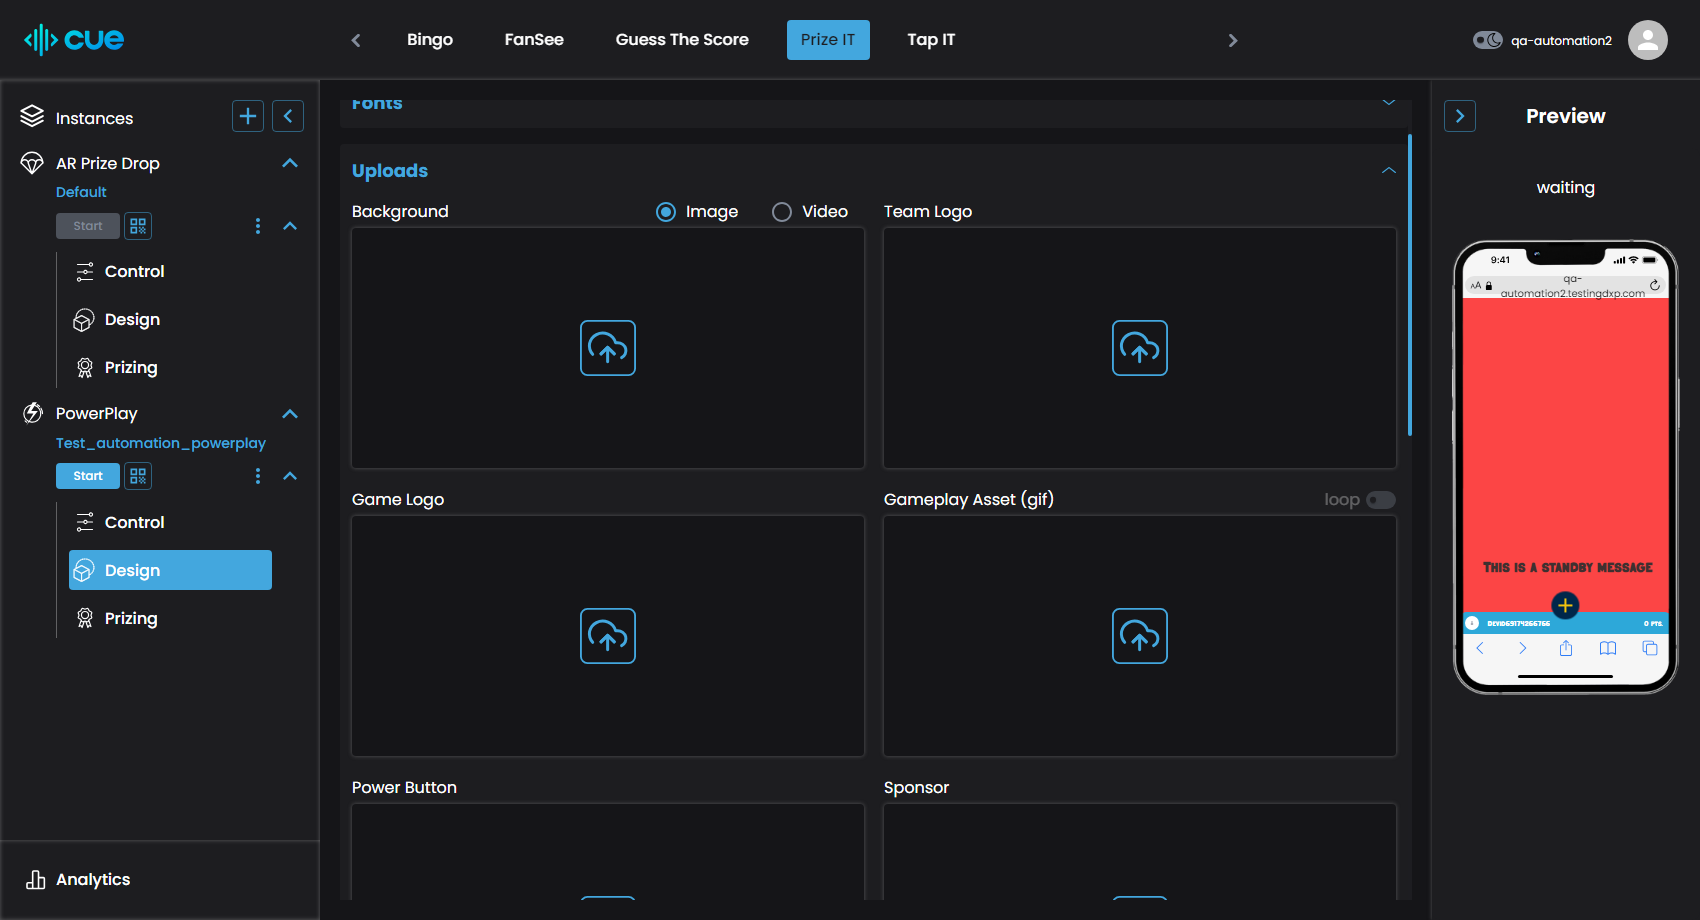 cue
Bingo
FanSee
Guess The Score
Prize IT
Tap IT
qa-automation2
Instances
AR Prize Drop
Default
Start
Control
Design
Prizing
PowerPlay
Test_automation_powerplay
Start
Control
Design
Prizing
Analytics
Fonts
Uploads
Background
Image
Video
Team Logo
Game Logo
Gameplay Asset (gif)
loop
Power Button
Sponsor
Preview
waiting
9:41
AA
qa-
automation2.testingdxp.com
This is a standby message
0 PTS.